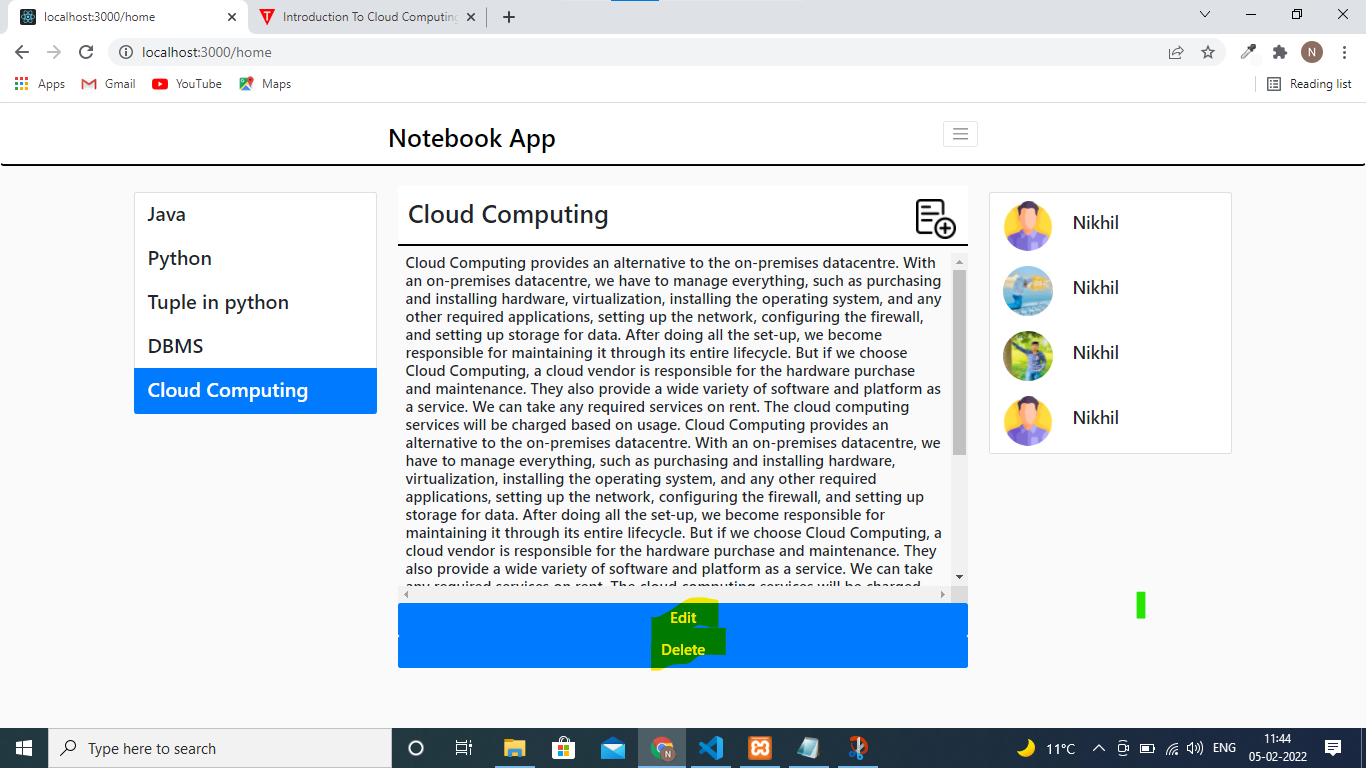 localhost:3000/home
Introduction To Cloud Computing
localhost:3000/home
N
Apps
Gmail
YouTube
Maps
Reading list
Notebook App
Java
Python
Tuple in python
DBMS
Cloud Computing
Cloud Computing
Cloud Computing provides an alternative to the on-premises datacentre. With
an on-premises datacentre, we have to manage everything, such as purchasing
and installing hardware, virtualization, installing the operating system, and any
other required applications, setting up the network, configuring the firewall,
and setting up storage for data. After doing all the set-up, we become
responsible for maintaining it through its entire lifecycle. But if we choose
Cloud Computing, a cloud vendor is responsible for the hardware purchase
and maintenance. They also provide a wide variety of software and platform as
a service. We can take any required services on rent. The cloud computing
services will be charged based on usage. Cloud Computing provides an
alternative to the on-premises datacentre. With an on-premises datacentre, we
have to manage everything, such as purchasing and installing hardware,
virtualization, installing the operating system, and any other required
applications, setting up the network, configuring the firewall, and setting up
storage for data. After doing all the set-up, we become responsible for
maintaining it through its entire lifecycle. But if we choose Cloud Computing, a
cloud vendor is responsible for the hardware purchase and maintenance. They
also provide a wide variety of software and platform as a service. We can take
any required services on rent. The cloud computing services will be charged
Edit
Delete
Nikhil
Nikhil
Nikhil
Nikhil
Type here to search
N
11°C
ENG
11:44
05-02-2022